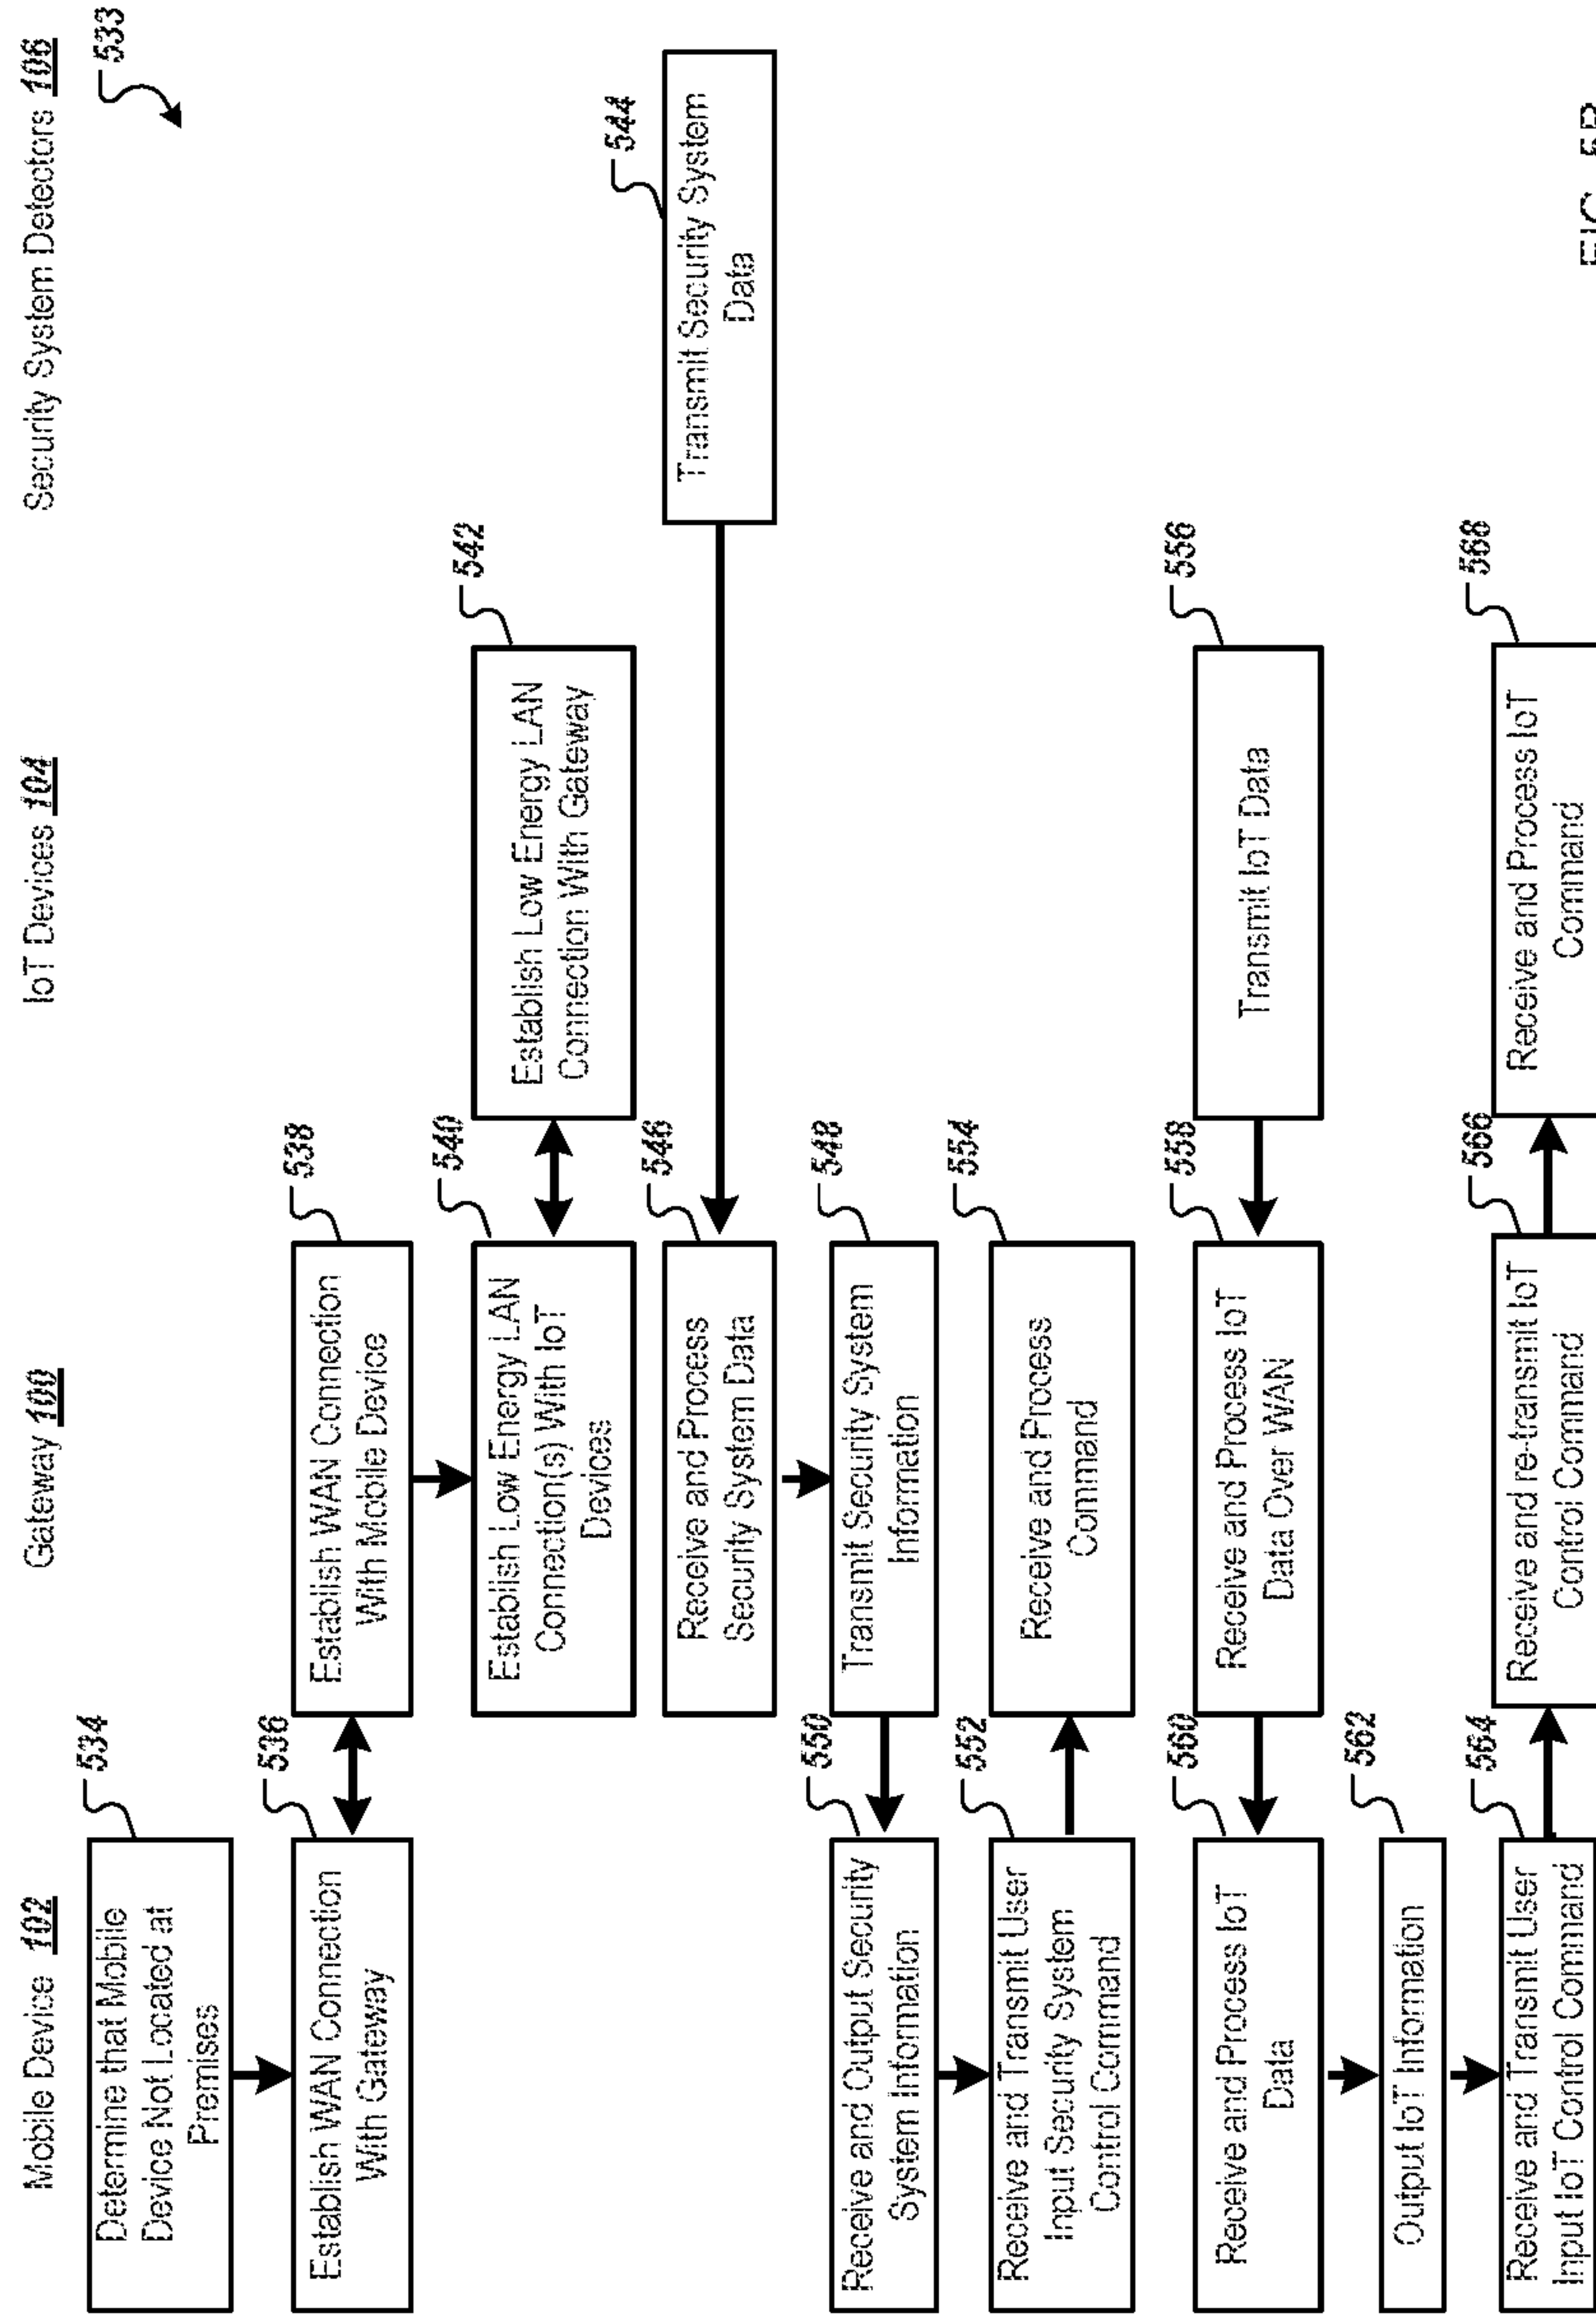 Mobile Device 102
Gateway 100
IoT Devices 104
Security System Detectors 106
533
534
Determine that Mobile
Device Not Located at
Premises
536
Establish WAN Connection
With Gateway
538
Establish WAN Connection
With Mobile Device
540
Establish Low Energy LAN
Connection(s) With IoT
Devices
542
Establish Low Energy LAN
Connection With Gateway
544
Transmit Security System
Data
546
Receive and Process
Security System Data
548
Transmit Security System
Information
550
Receive and Output Security
System Information
552
Receive and Transmit User
Input Security System
Control Command
554
Receive and Process
Command
556
Transmit IoT Data
558
Receive and Process IoT
Data Over WAN
560
Receive and Process IoT
Data
562
Output IoT Information
564
Receive and Transmit User
Input IoT Control Command
566
Receive and re-transmit IoT
Control Command
568
Receive and Process IoT
Command